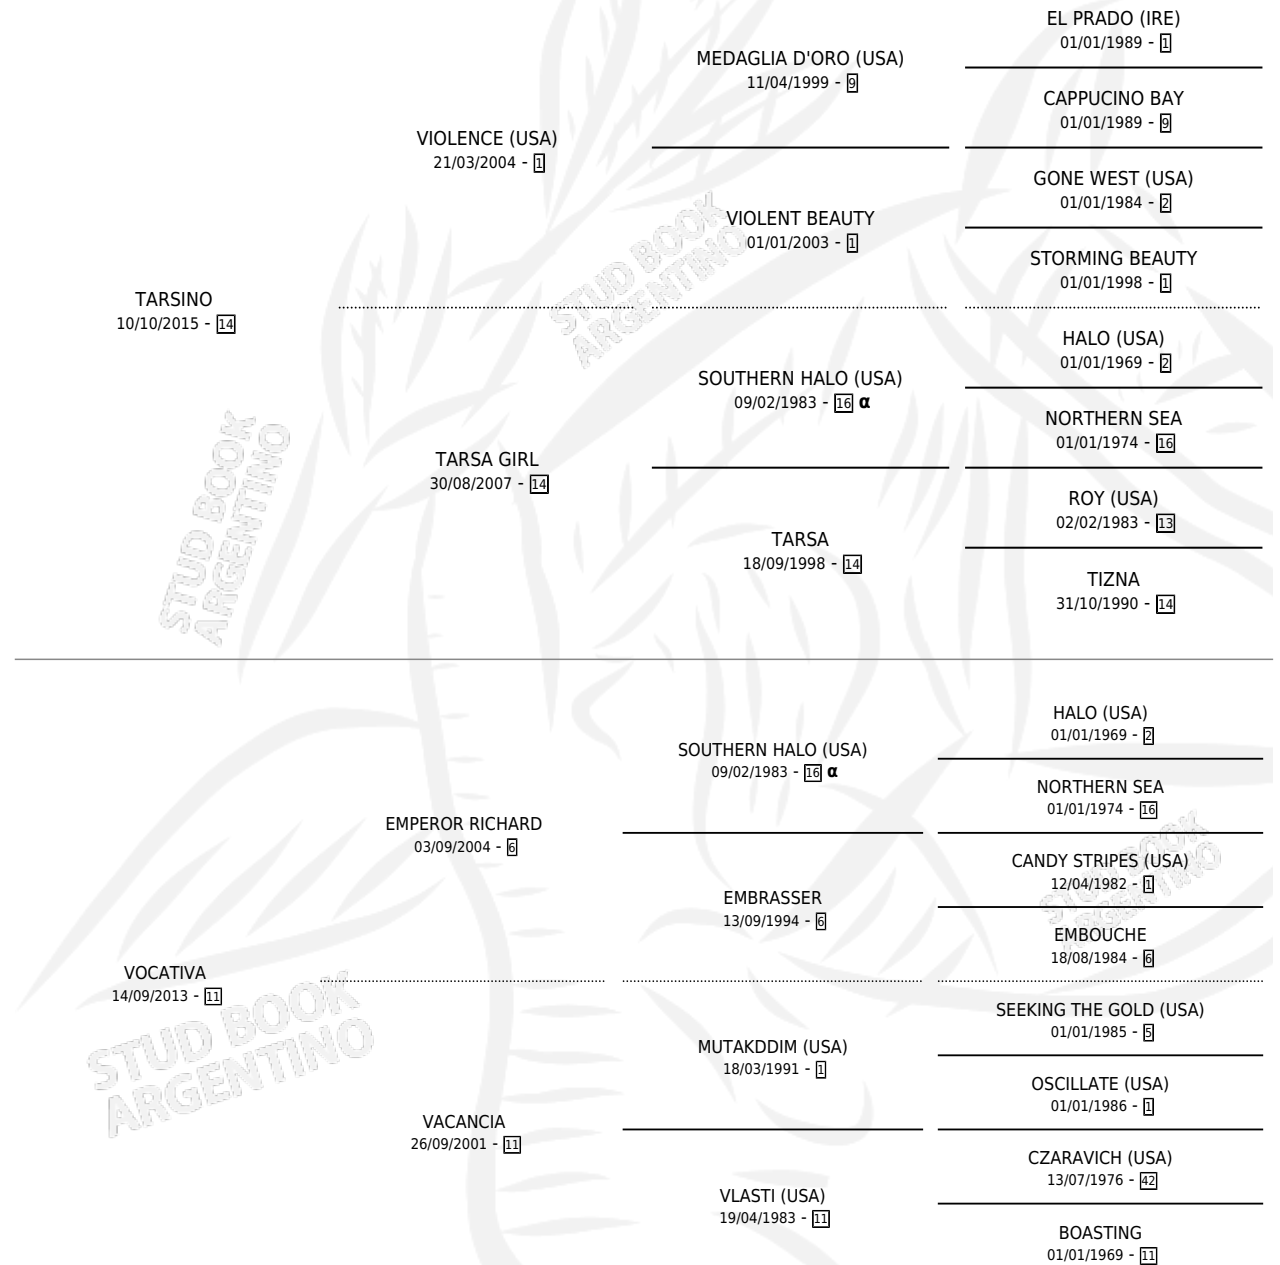 EL PRADO (IRE)
01/01/1989 - 1
MEDAGLIA D'ORO (USA)
11/04/1999 - 9
CAPPUCINO BAY
01/01/1989 - 9
VIOLENCE (USA)
21/03/2004 - 1
GONE WEST (USA)
01/01/1984 - 2
VIOLENT BEAUTY
01/01/2003 - 1
STORMING BEAUTY
01/01/1998 - 1
TARSINO
10/10/2015 - 14
HALO (USA)
01/01/1969 - 2
SOUTHERN HALO (USA)
09/02/1983 - 16 α
NORTHERN SEA
01/01/1974 - 16
TARSA GIRL
30/08/2007 - 14
ROY (USA)
02/02/1983 - 13
TARSA
18/09/1998 - 14
TIZNA
31/10/1990 - 14
HALO (USA)
01/01/1969 - 2
SOUTHERN HALO (USA)
09/02/1983 - 16 α
NORTHERN SEA
01/01/1974 - 16
EMPEROR RICHARD
03/09/2004 - 6
CANDY STRIPES (USA)
12/04/1982 - 1
EMBRASSER
13/09/1994 - 6
EMBOUCHE
18/08/1984 - 6
VOCATIVA
14/09/2013 - 11
SEEKING THE GOLD (USA)
01/01/1985 - 5
MUTAKDDIM (USA)
18/03/1991 - 1
OSCILLATE (USA)
01/01/1986 - 1
VACANCIA
26/09/2001 - 11
CZARAVICH (USA)
13/07/1976 - 42
VLASTI (USA)
19/04/1983 - 11
BOASTING
01/01/1969 - 11
STUD BOOK
ARGENTINO
STUD BOOK
ARGENTINO
STUD BOOK
ARGENTINO
STUD BOOK
ARGENTINO